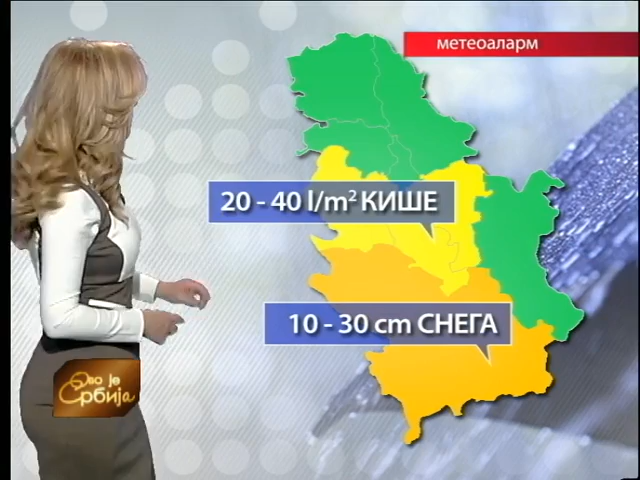 метеоаларм
20 - 40 l/m² КИШЕ
10 - 30 cm СНЕГА
Ово је
Србија